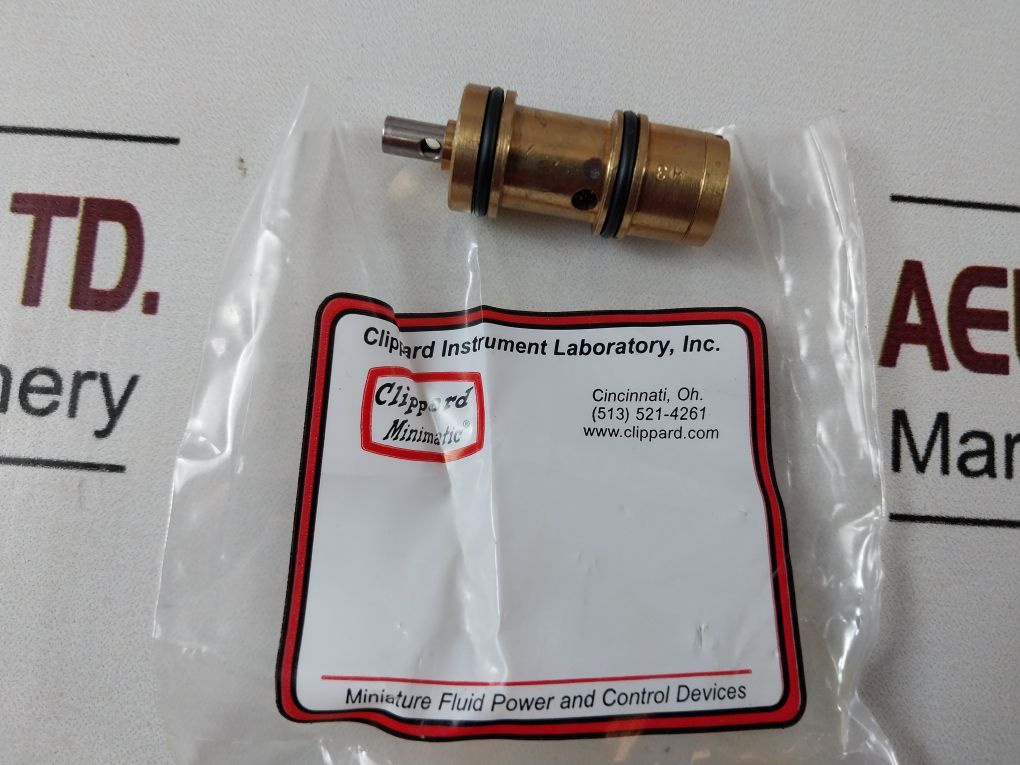 TD.
nery
AEU
Mar
Clippard Instrument Laboratory, Inc.
Clippard
Minimatic®
Cincinnati, Oh.
(513) 521-4261
www.clippard.com
Miniature Fluid Power and Control Devices